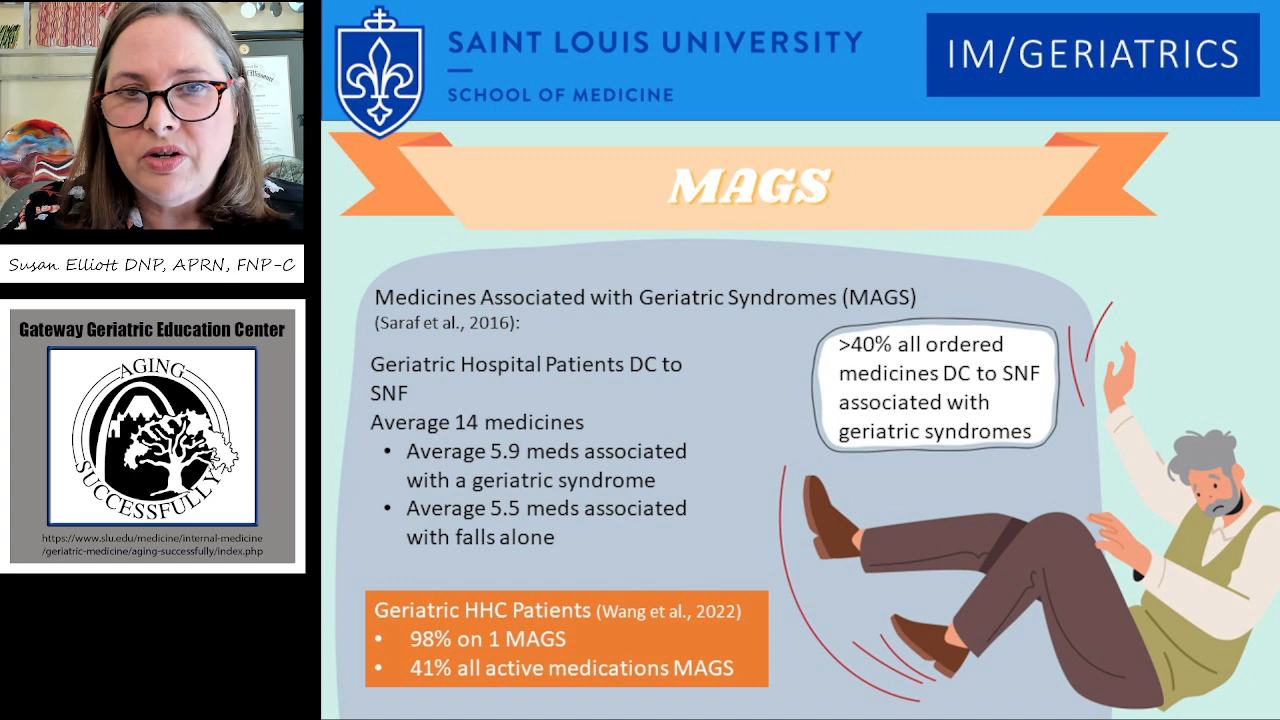 SAINT LOUIS UNIVERSITY
SCHOOL OF MEDICINE
IM/GERIATRICS
MAGS
Susan Elliott DNP, APRN, FNP-C
Gateway Geriatric Education Center
AGING
SUCCESSFULLY
https://www.slu.edu/medicine/internal-medicine
/geriatric-medicine/aging-successfully/index.php
Medicines Associated with Geriatric Syndromes (MAGS)
(Saraf et al., 2016):
Geriatric Hospital Patients DC to
SNF
Average 14 medicines
• Average 5.9 meds associated
with a geriatric syndrome
• Average 5.5 meds associated
with falls alone
>40% all ordered
medicines DC to SNF
associated with
geriatric syndromes
Geriatric HHC Patients (Wang et al., 2022)
• 98% on 1 MAGS
• 41% all active medications MAGS